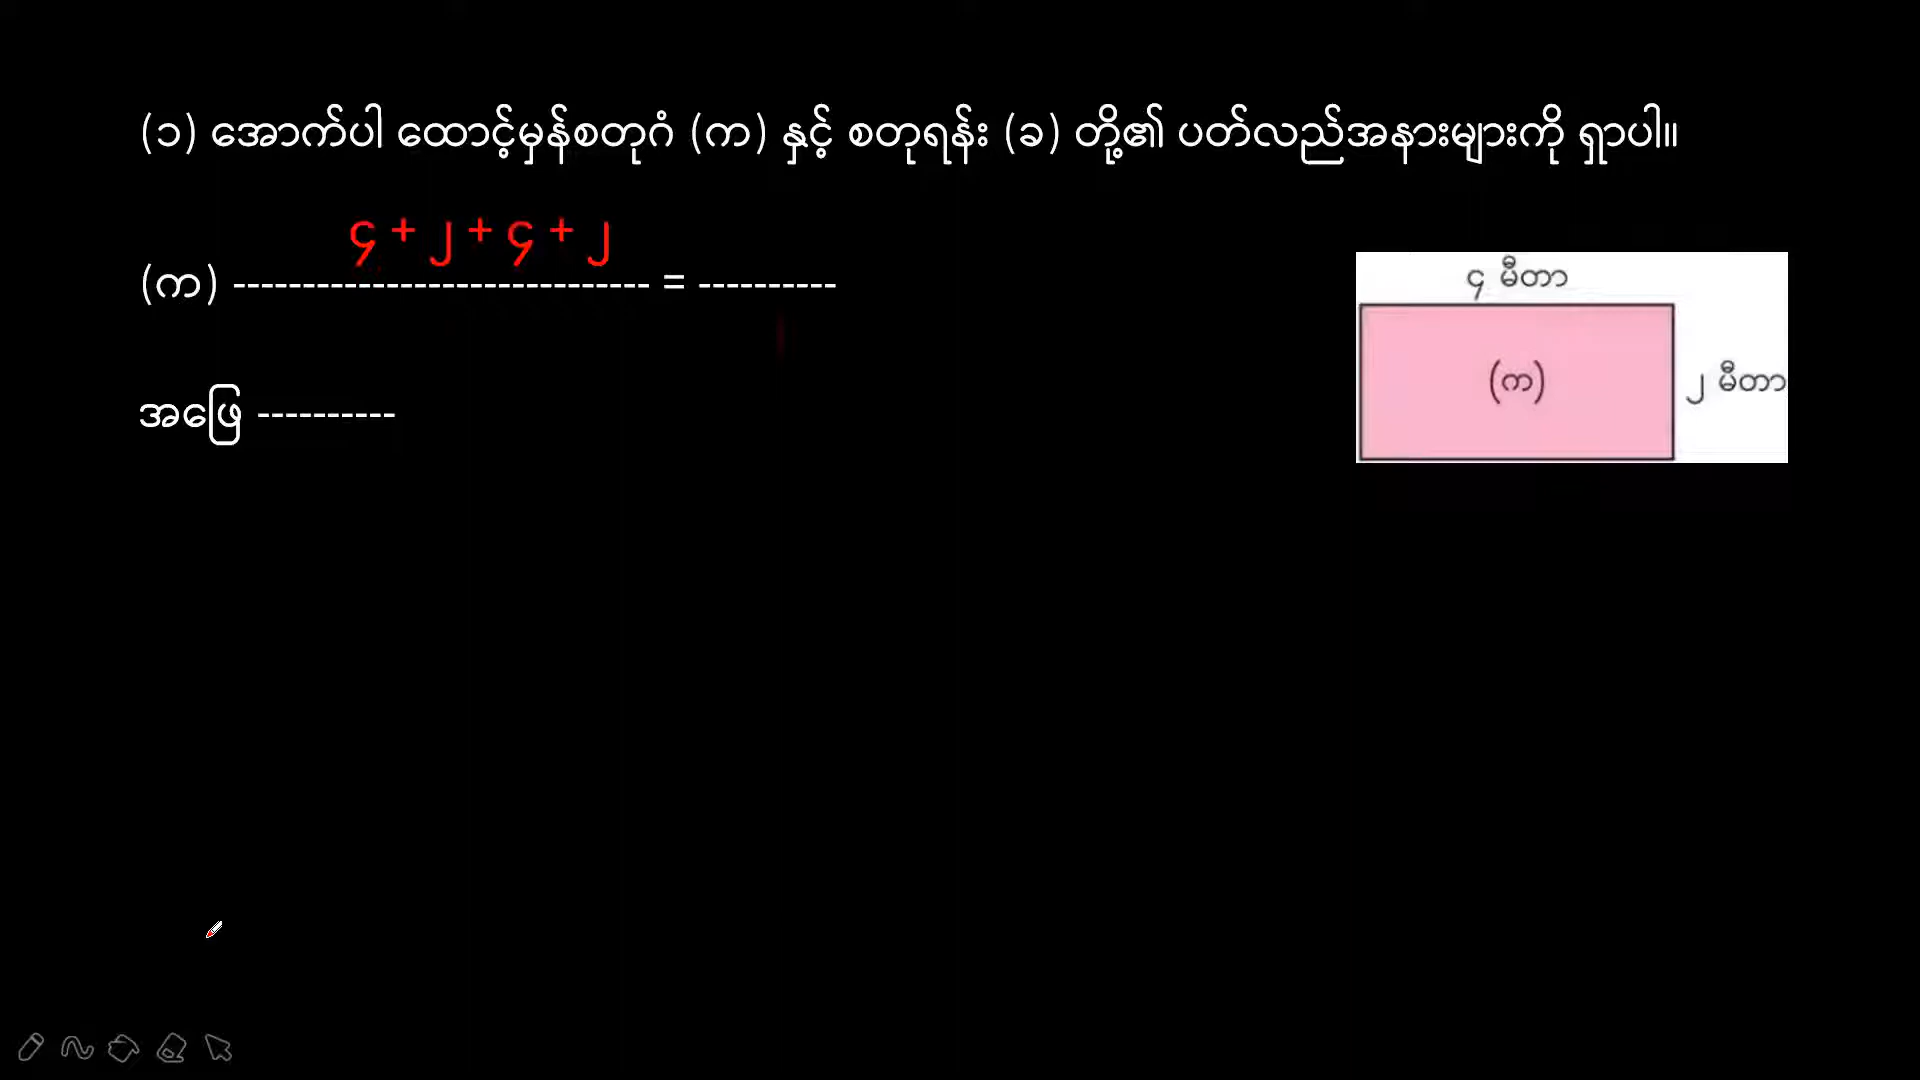 (၁) အောက်ပါ ထောင့်မှန်စတုဂံ (က) နှင့် စတုရန်း (ခ) တို့၏ ပတ်လည်အနားများကို ရှာပါ။
၄ + ၂ + ၄ + ၂
(က) ------------------------------ = ----------
အဖြေ ----------
၄ မီတာ
(က)
၂ မီတာ